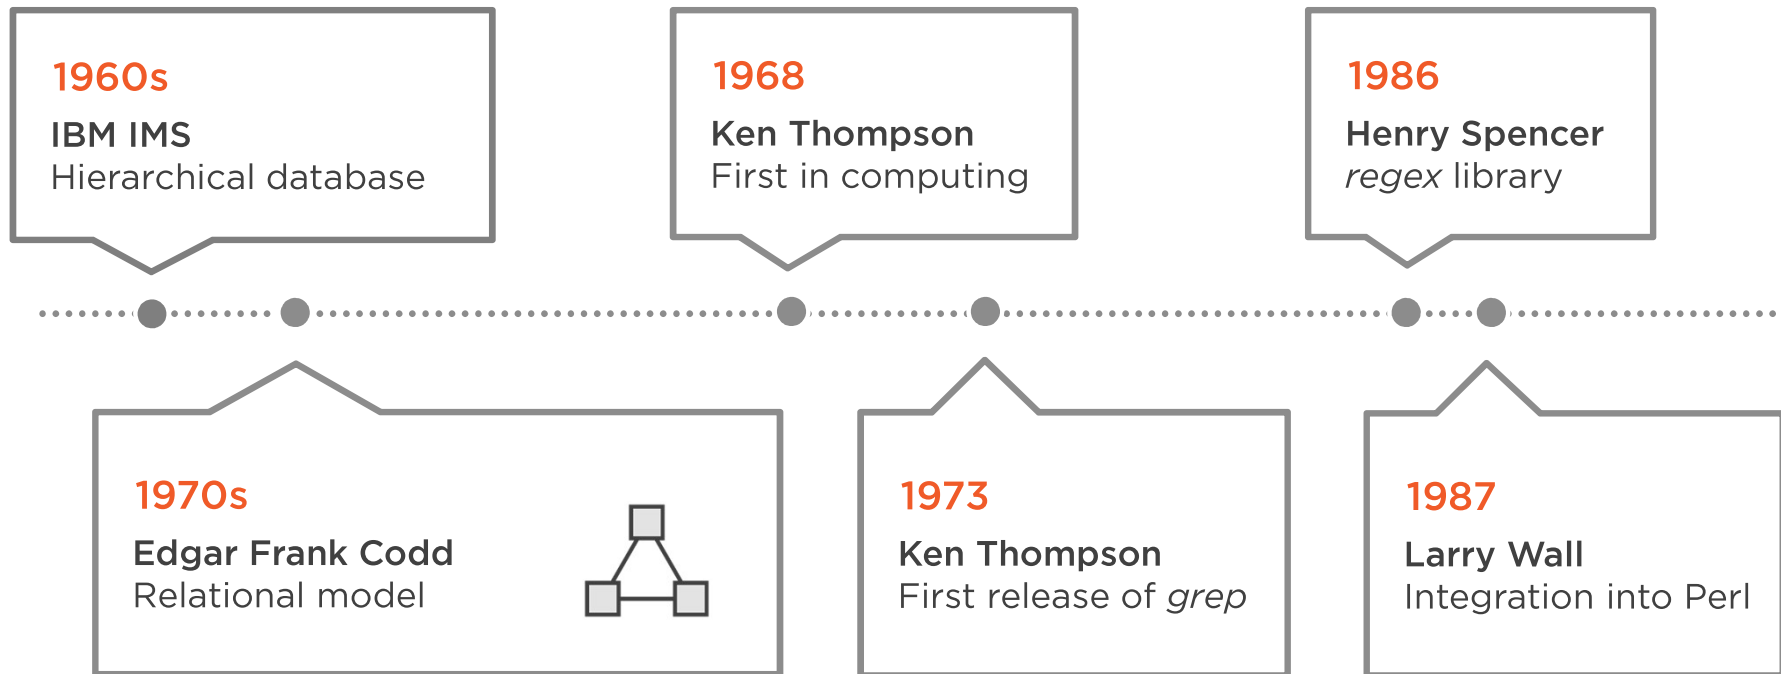 1960s
IBM IMS
Hierarchical database
1970s
Edgar Frank Codd
Relational model
1968
Ken Thompson
First in computing
1973
Ken Thompson
First release of grep
1986
Henry Spencer
regex library
1987
Larry Wall
Integration into Perl